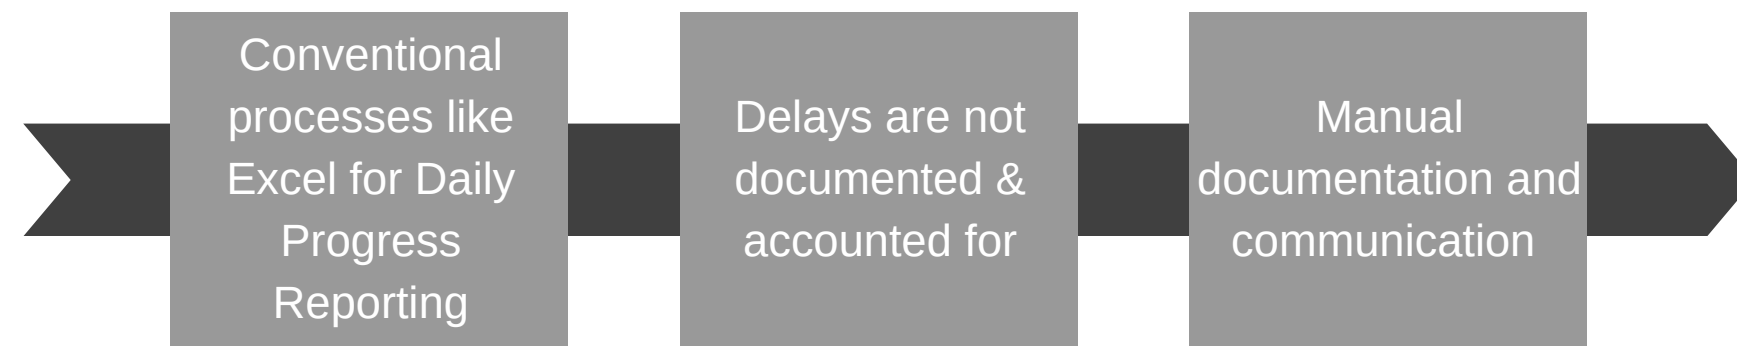 Conventional
processes like
Excel for Daily
Progress
Reporting
Delays are not
documented &
accounted for
Manual
documentation and
communication